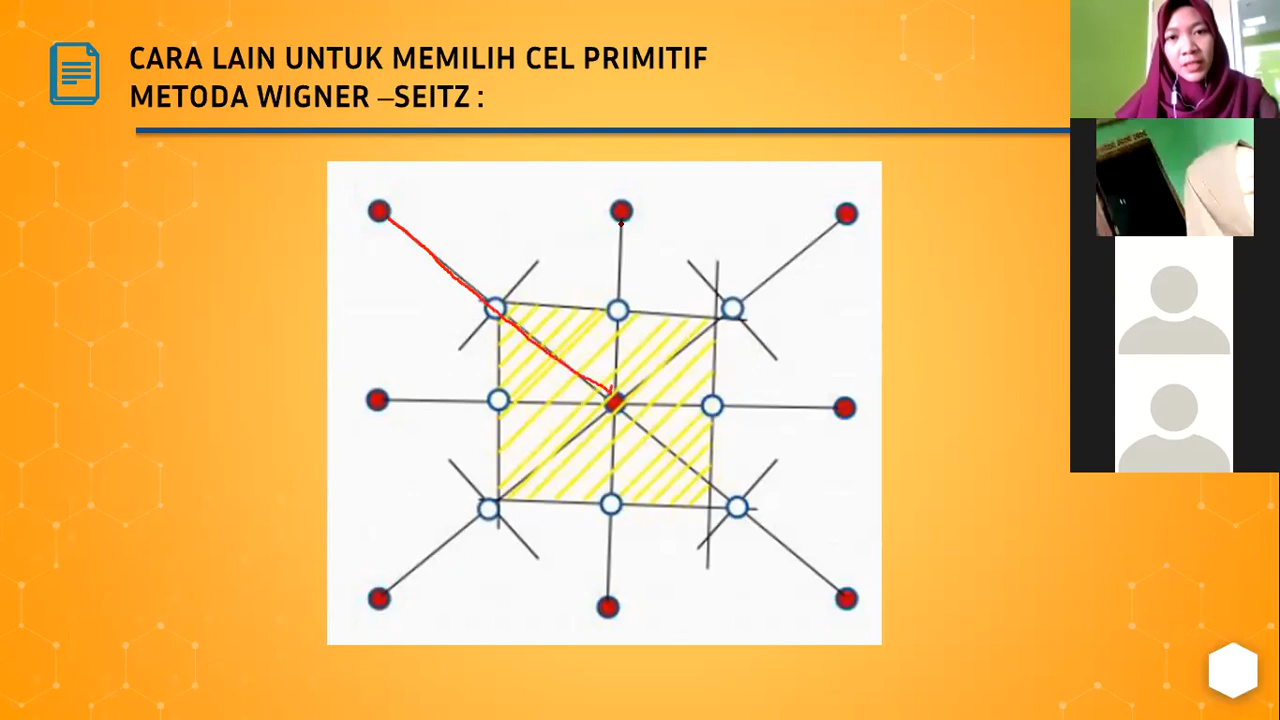 CARA LAIN UNTUK MEMILIH CEL PRIMITIF
METODA WIGNER –SEITZ :